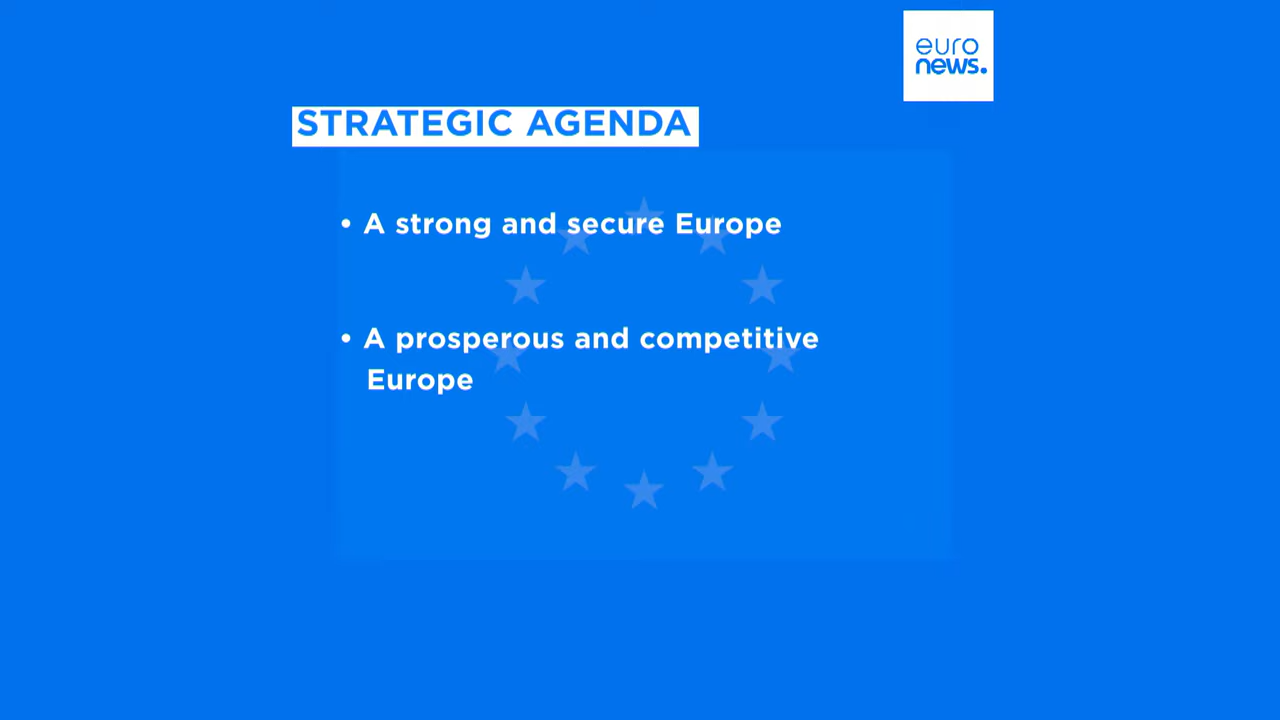 euro
news.
STRATEGIC AGENDA
• A strong and secure Europe
• A prosperous and competitive
Europe